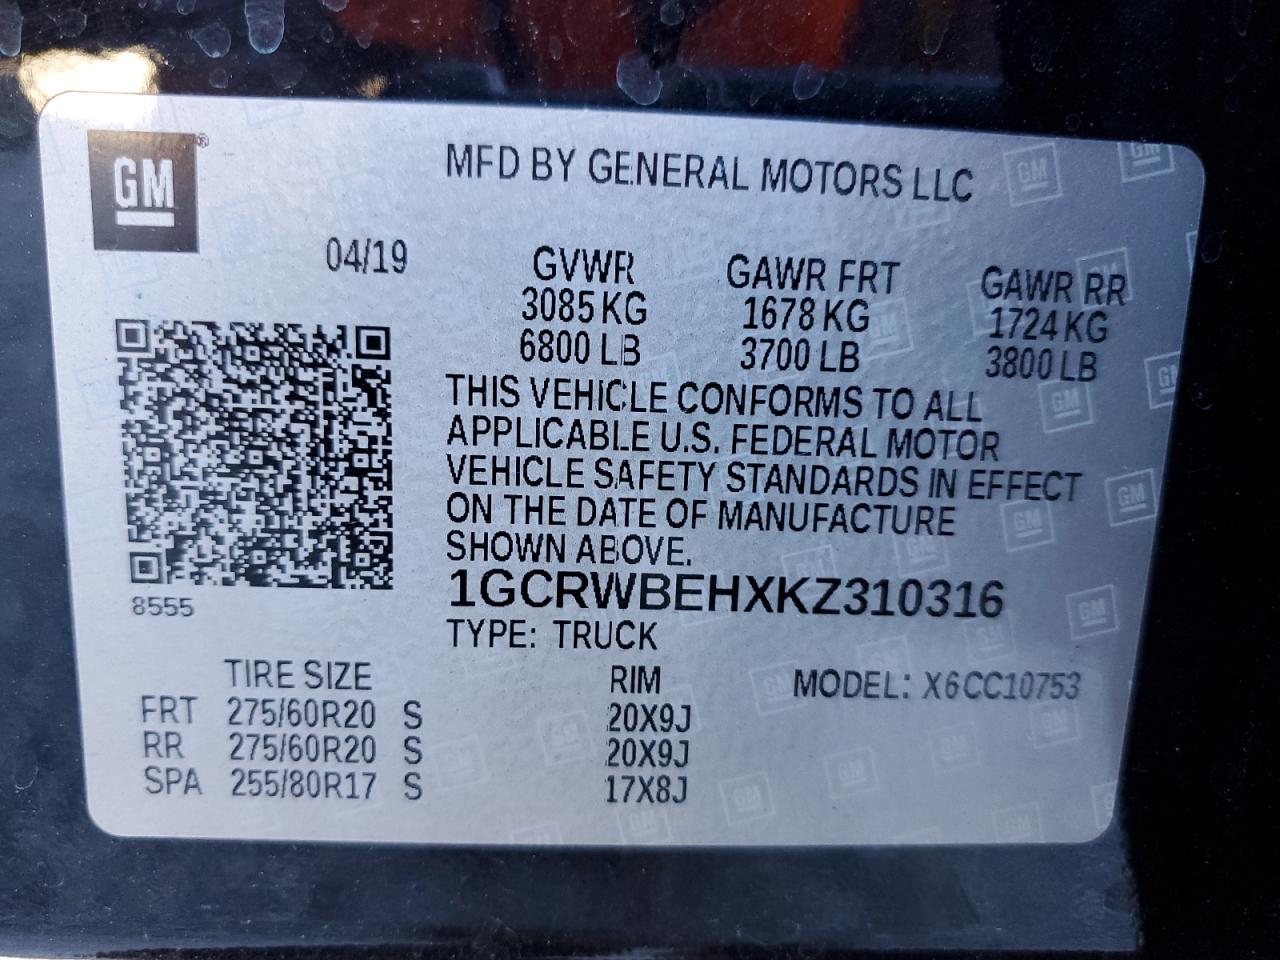 GM®
MFD BY GENERAL MOTORS LLC
04/19
GVWR GAWR FRT GAWR RR
3085 KG 1678 KG 1724 KG
6800 LB 3700 LB 3800 LB
THIS VEHICLE CONFORMS TO ALL
APPLICABLE U.S. FEDERAL MOTOR
VEHICLE SAFETY STANDARDS IN EFFECT
ON THE DATE OF MANUFACTURE
SHOWN ABOVE.
8555
1GCRWBEHXKZ310316
TYPE: TRUCK
TIRE SIZE RIM MODEL: X6CC10753
FRT 275/60R20 S 20X9J
RR 275/60R20 S 20X9J
SPA 255/80R17 S 17X8J